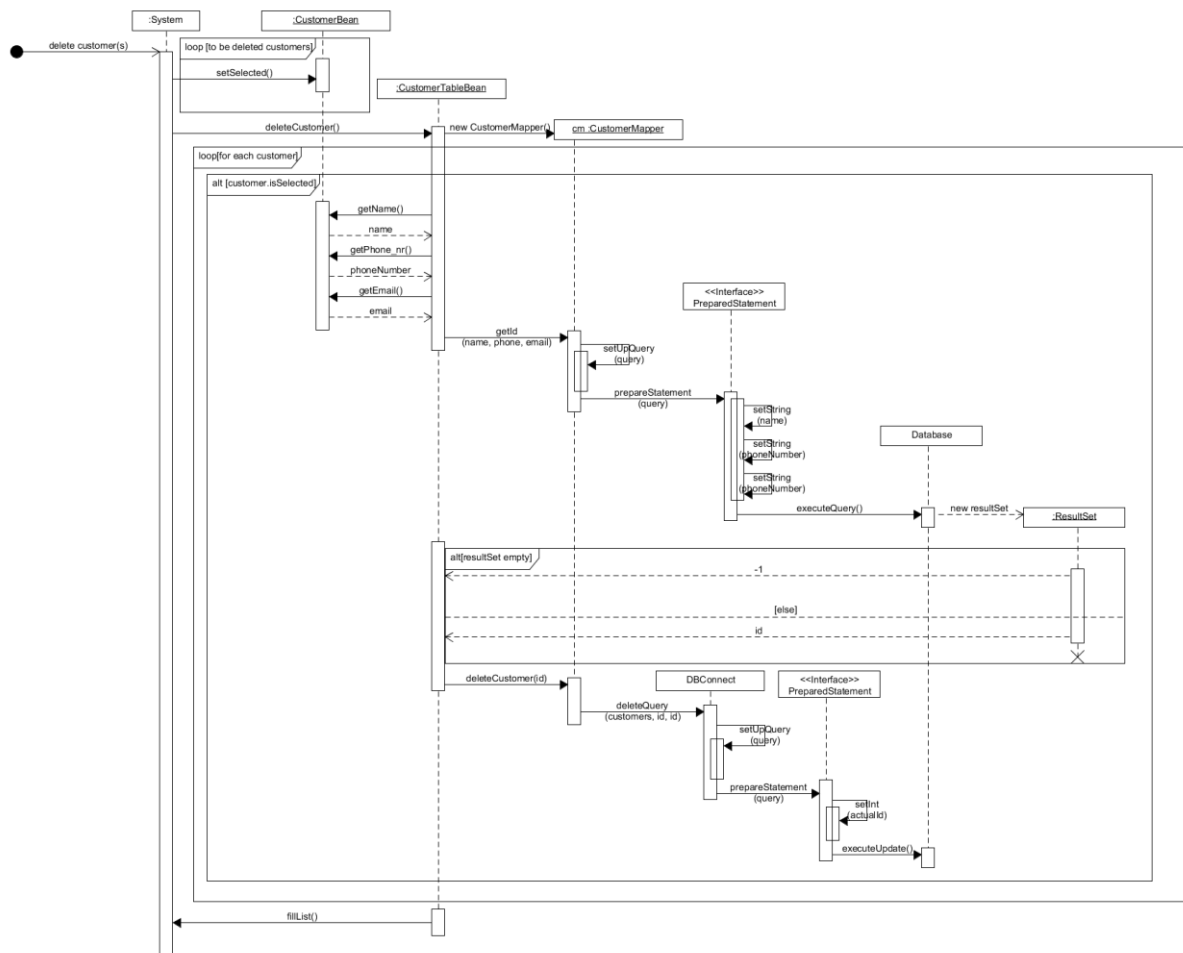 :System
:CustomerBean
delete customer(s)
loop [to be deleted customers]
setSelected()
:CustomerTableBean
deleteCustomer()
new CustomerMapper()
cm :CustomerMapper
loop[for each customer]
alt [customer.isSelected]
getName()
name
getPhone_nr()
phoneNumber
getEmail()
email
<<Interface>>
PreparedStatement
getId
(name, phone, email)
setUpQuery
(query)
prepareStatement
(query)
setString
(name)
setString
(phoneNumber)
setString
(phoneNumber)
Database
executeQuery()
new resultSet
:ResultSet
alt[resultSet empty]
-1
[else]
id
deleteCustomer(id)
DBConnect
<<Interface>>
PreparedStatement
deleteQuery
(customers, id, id)
setUpQuery
(query)
prepareStatement
(query)
setInt
(actualId)
executeUpdate()
fillList()